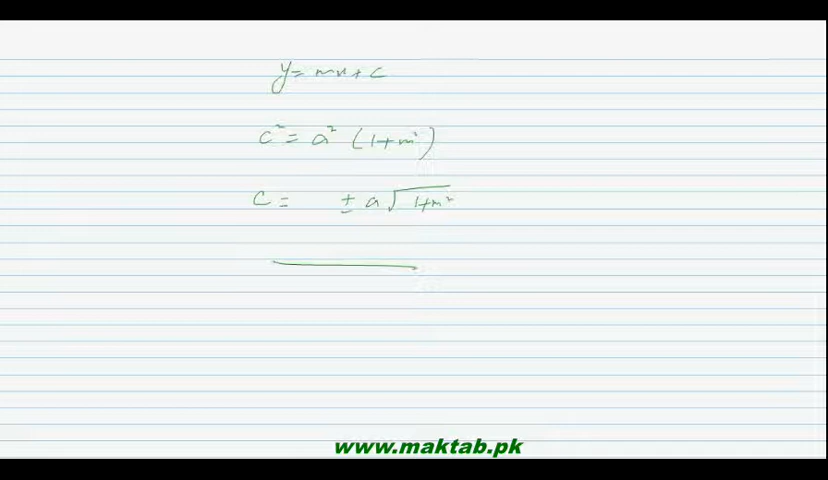 y = mx + c
c² = a² (1+m²)
c = ± a√1+m²
www.maktab.pk